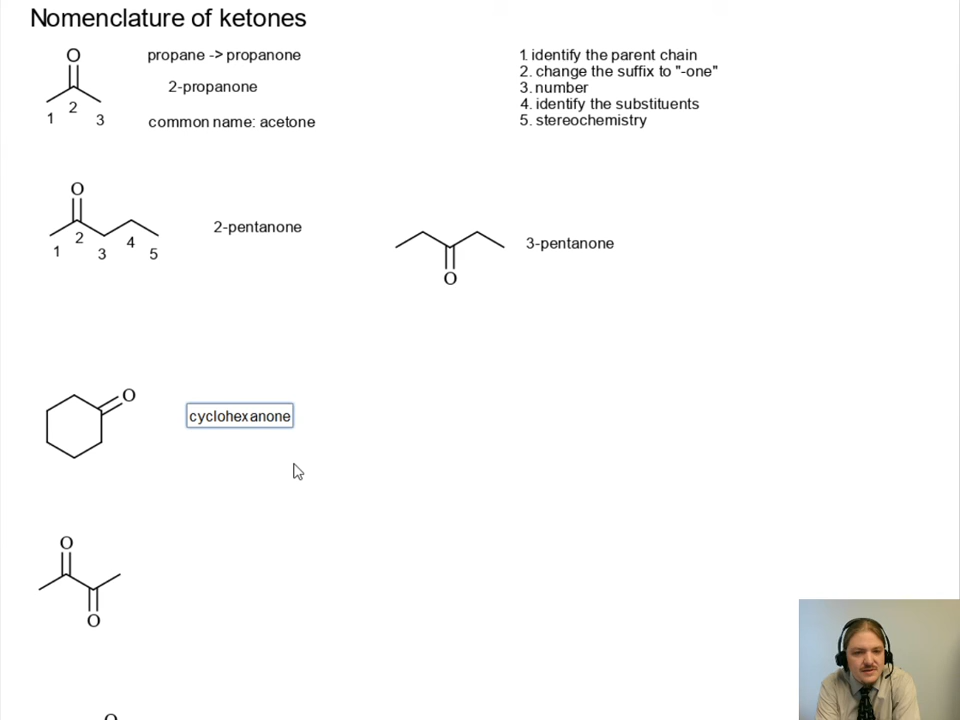 Nomenclature of ketones
O
propane -> propanone
2-propanone
1 2 3
common name: acetone
1. identify the parent chain
2. change the suffix to "-one"
3. number
4. identify the substituents
5. stereochemistry
O
1 2 3 4 5
2-pentanone
3-pentanone
O
O
cyclohexanone
O
O
O